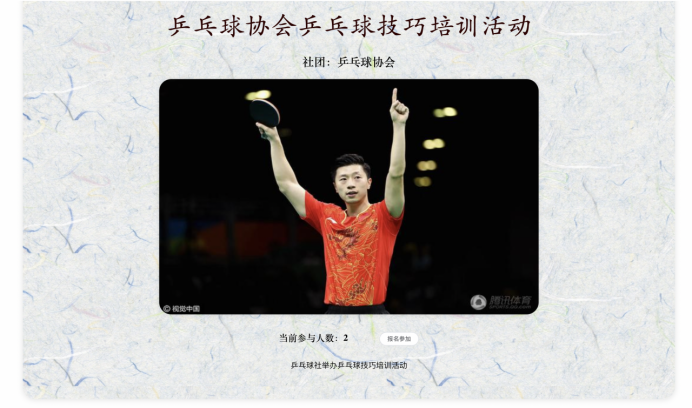 乒乓球协会乒乓球技巧培训活动
社团：乒乓球协会
© 视觉中国
腾讯体育
当前参与人数：2
报名参加
乒乓球社举办乒乓球技巧培训活动